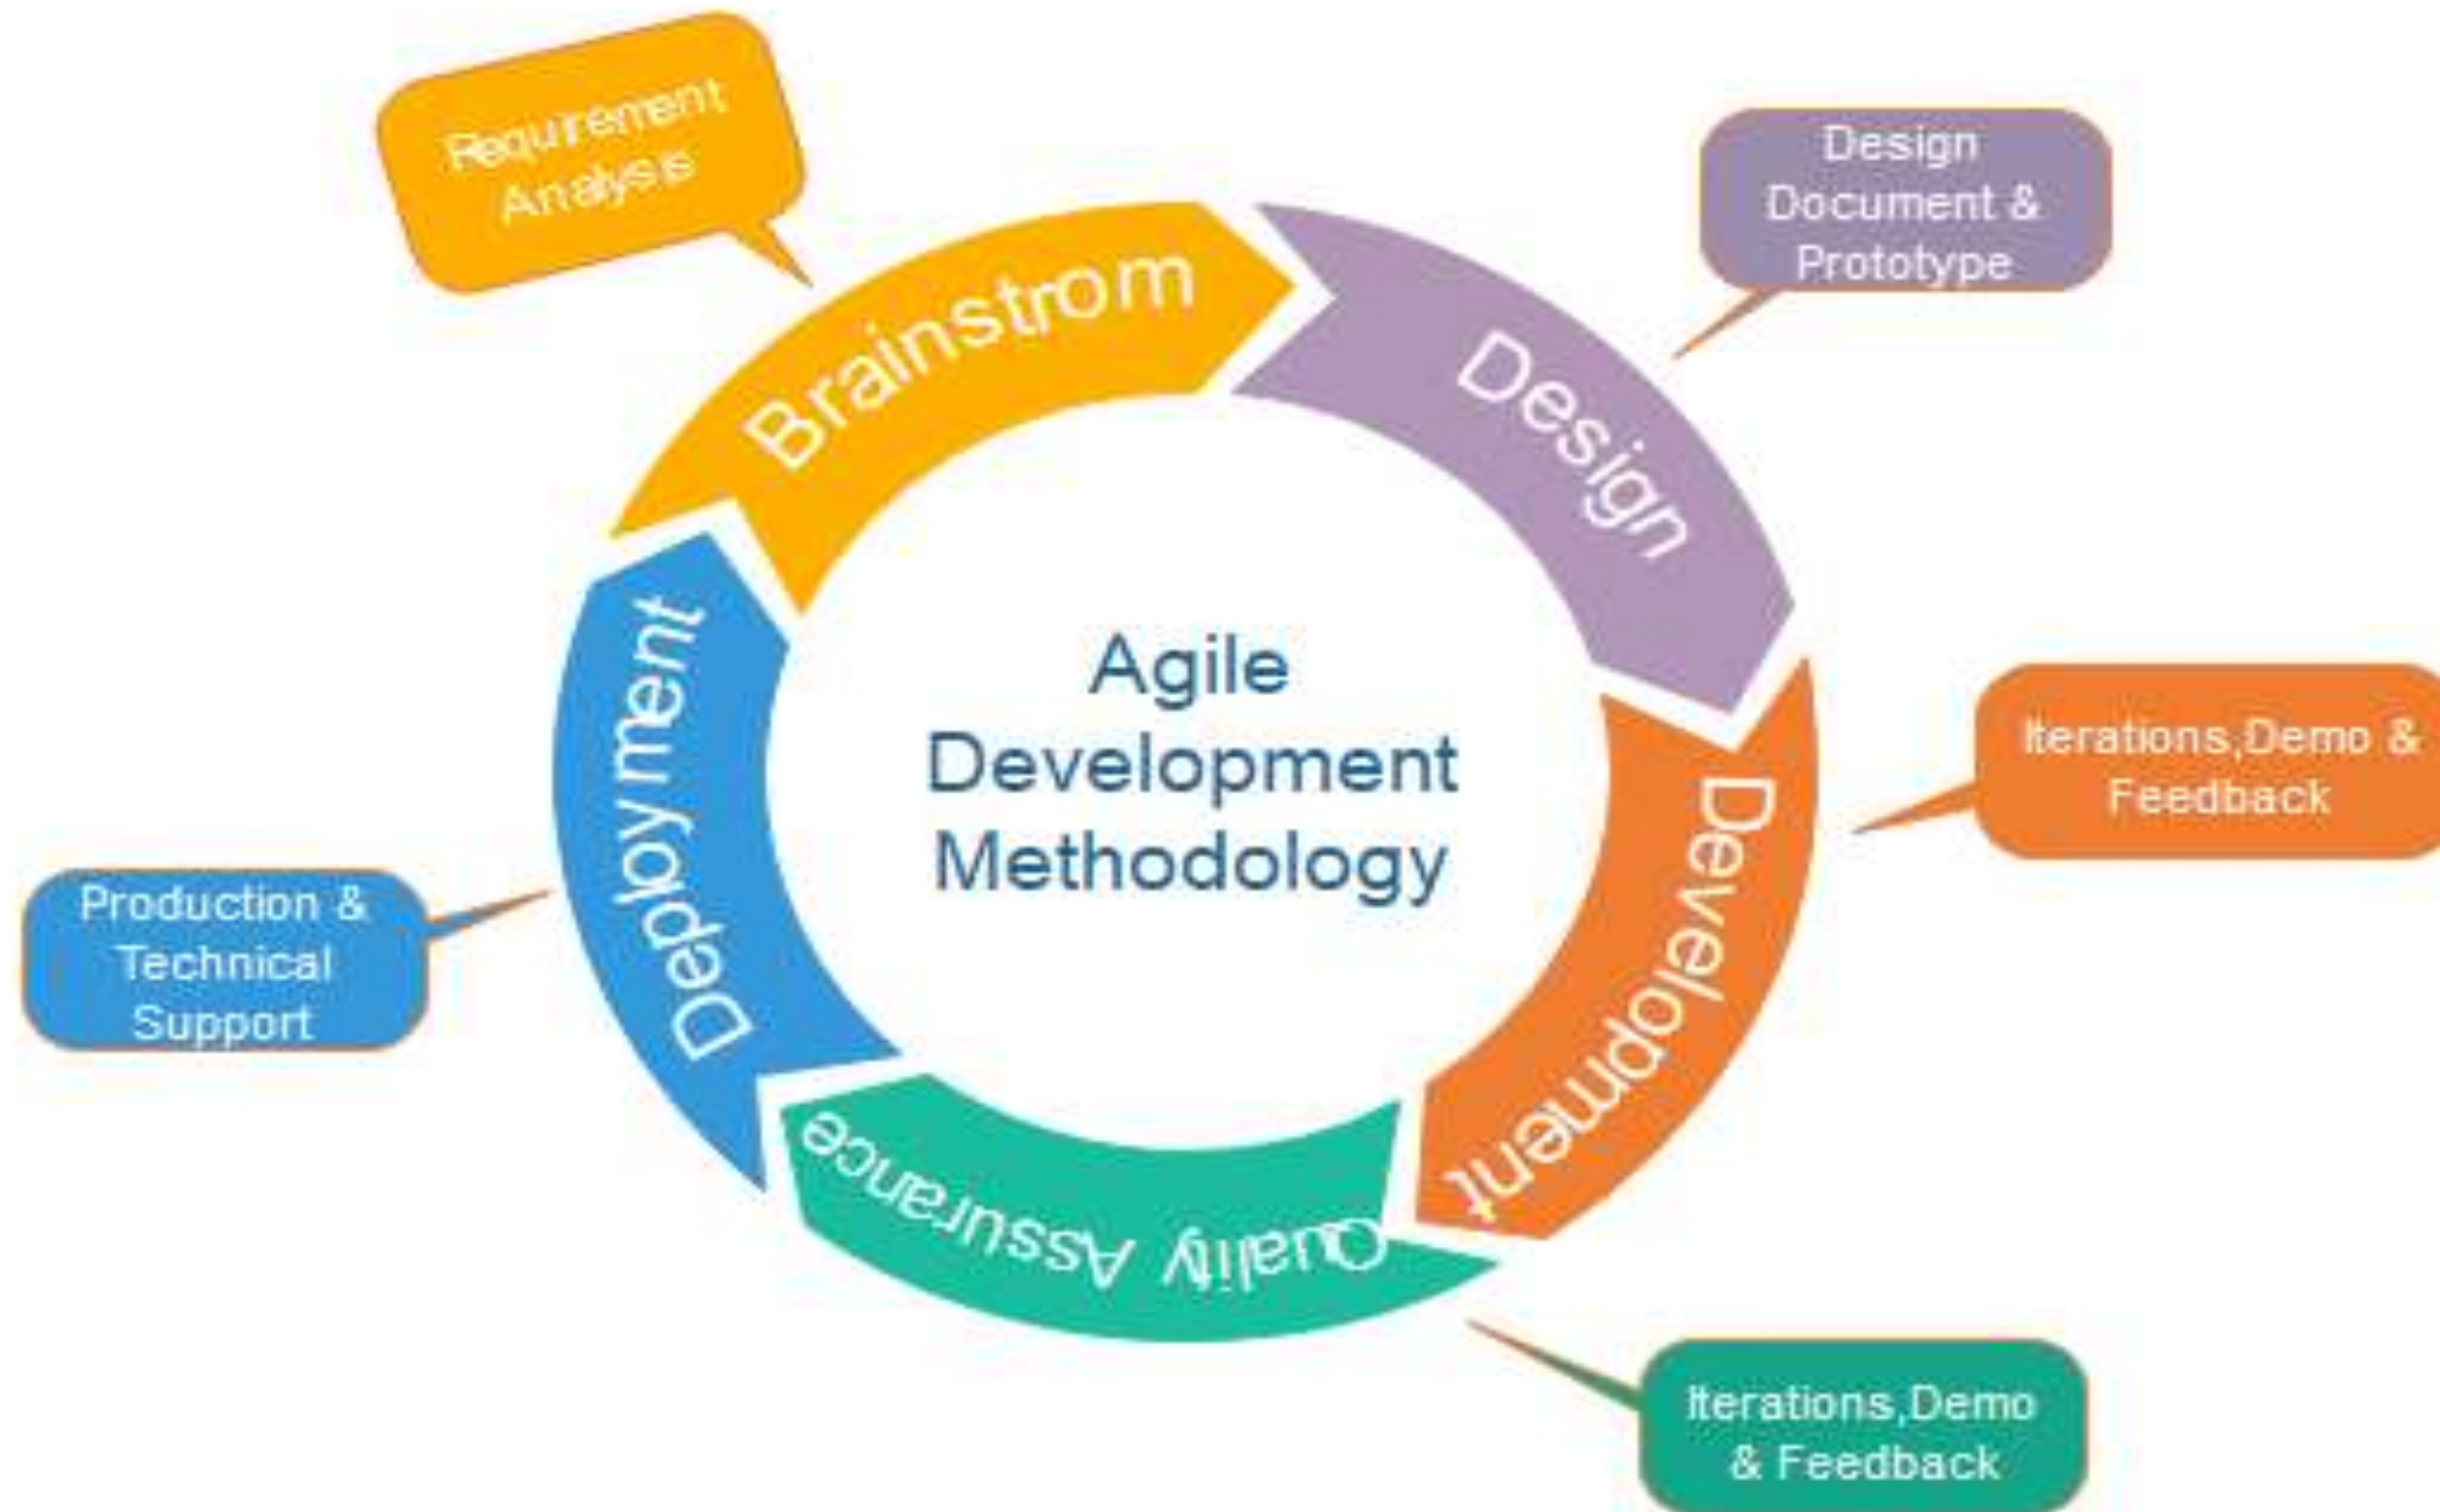 Requirement
Analysis
Design
Document &
Prototype
Brainstrom
Design
Agile
Development
Methodology
Iterations,Demo &
Feedback
Development
Deployment
Production &
Technical
Support
Quality Assurance
Iterations,Demo
& Feedback